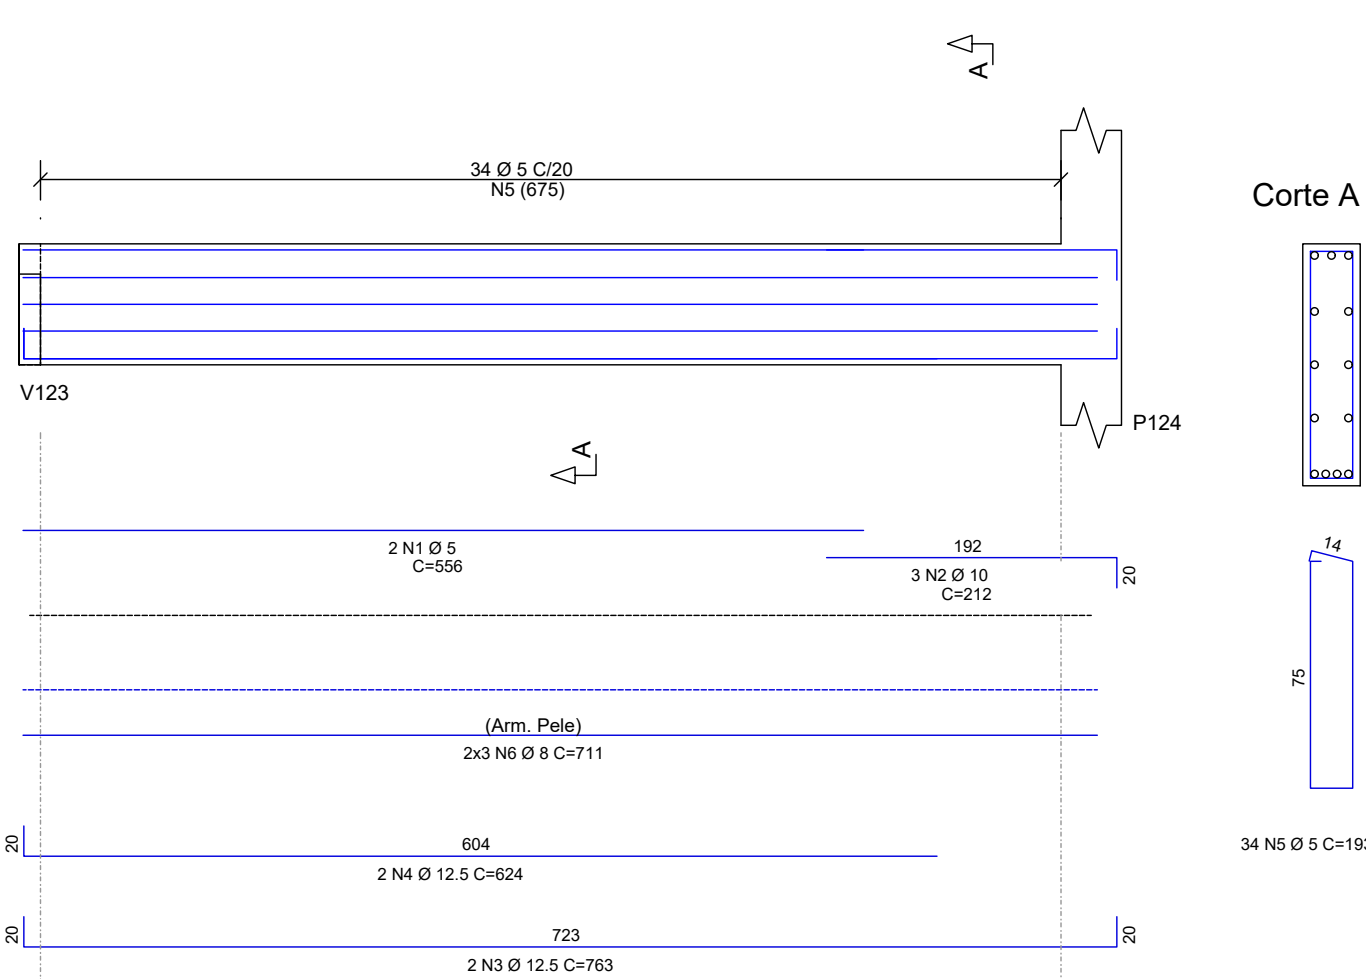 A
34 Ø 5 C/20
N5 (675)
Corte A
V123
P124
A
2 N1 Ø 5
C=556
192
3 N2 Ø 10
C=212
20
14
75
(Arm. Pele)
2x3 N6 Ø 8 C=711
20
604
2 N4 Ø 12.5 C=624
34 N5 Ø 5 C=193
20
723
20
2 N3 Ø 12.5 C=763